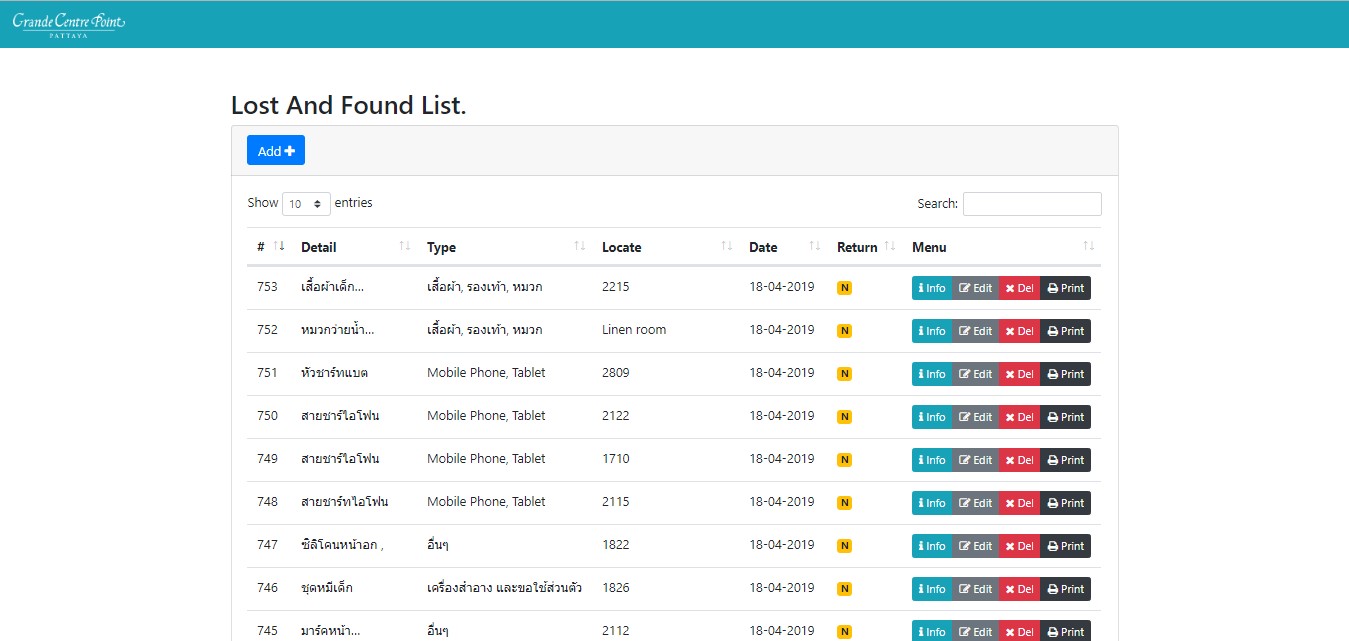 Grande Centre Point
PATTAYA
Lost And Found List.
Add
Show 10 entries Search:
# Detail Type Locate Date Return Menu
753 เสื้อผ้าเด็ก... เสื้อผ้า, รองเท้า, หมวก 2215 18-04-2019 N Info Edit Del Print
752 หมวกว่ายน้ำ... เสื้อผ้า, รองเท้า, หมวก Linen room 18-04-2019 N Info Edit Del Print
751 หัวชาร์ทแบต Mobile Phone, Tablet 2809 18-04-2019 N Info Edit Del Print
750 สายชาร์ไอโฟน Mobile Phone, Tablet 2122 18-04-2019 N Info Edit Del Print
749 สายชาร์ไอโฟน Mobile Phone, Tablet 1710 18-04-2019 N Info Edit Del Print
748 สายชาร์ทไอโฟน Mobile Phone, Tablet 2115 18-04-2019 N Info Edit Del Print
747 ซิลิโคนหน้าอก , อื่นๆ 1822 18-04-2019 N Info Edit Del Print
746 ชุดหมีเด็ก เครื่องสำอาง และขอใช้ส่วนตัว 1826 18-04-2019 N Info Edit Del Print
745 มาร์คหน้า... อื่นๆ 2112 18-04-2019 N Info Edit Del Print